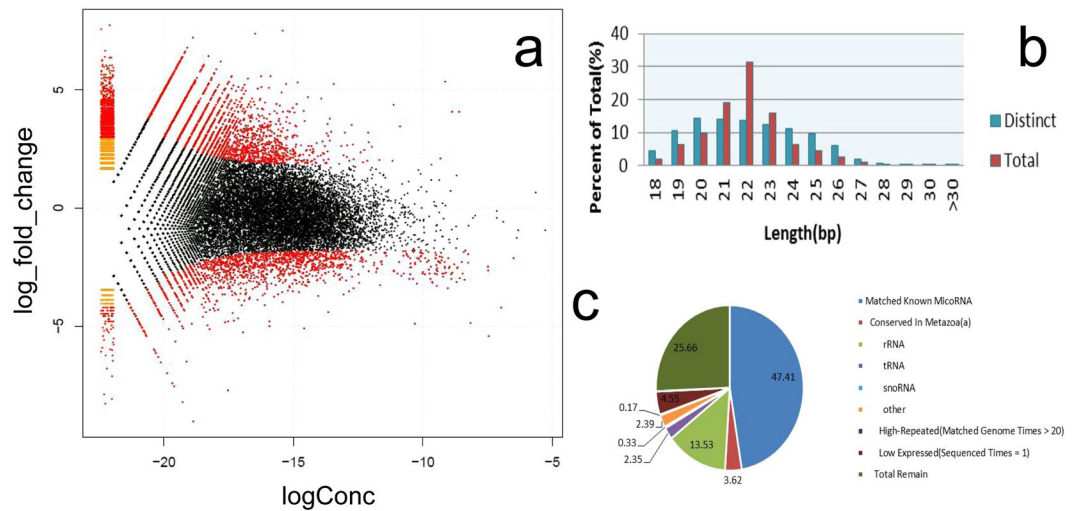 a
log_fold_change
5
0
−5
−20
−15
−10
−5
logConc
b
Percent of Total(%)
40
30
20
10
0
18
19
20
21
22
23
24
25
26
27
28
29
30
>30
Length(bp)
Distinct
Total
c
25.66
47.41
4.55
0.17
2.39
0.33
2.35
13.53
3.62
Matched Known MicoRNA
Conserved In Metazoa(a)
rRNA
tRNA
snoRNA
other
High-Repeated(Matched Genome Times > 20)
Low Expressed(Sequenced Times = 1)
Total Remain